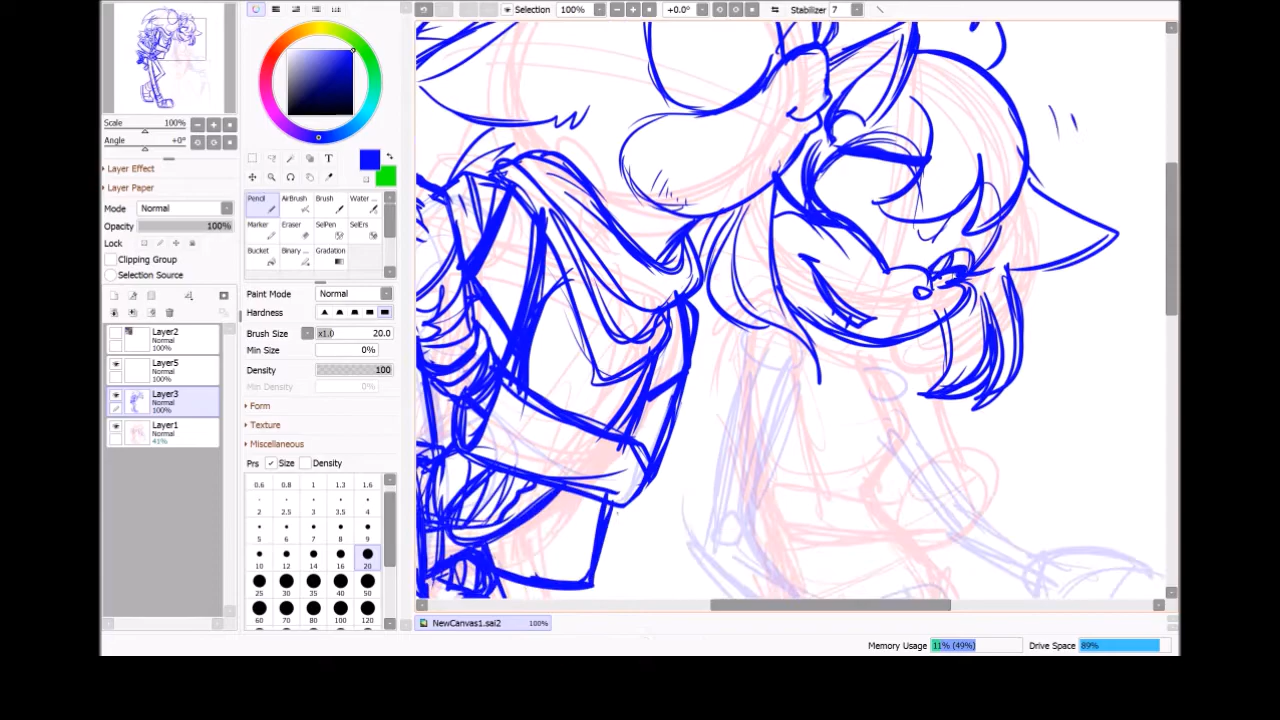 Selection 100% +0.0° Stabilizer 7
Scale 100%
Angle +0°
Layer Effect
Layer Paper
Mode Normal
Opacity 100%
Lock
Clipping Group
Selection Source
Layer2
Normal
100%
Layer5
Normal
100%
Layer3
Normal
100%
Layer1
Normal
41%
T
Pencil AirBrush Brush Water ...
Marker Eraser SelPen SelErs
Bucket Binary ... Gradation
Paint Mode Normal
Hardness
Brush Size x1.0 20.0
Min Size 0%
Density 100
Min Density 0%
Form
Texture
Miscellaneous
Prs Size Density
0.6 0.8 1 1.3 1.6
2 2.5 3 3.5 4
5 6 7 8 9
10 12 14 16 20
25 30 35 40 50
60 70 80 100 120
NewCanvas1.sai2 100%
Memory Usage 11% (49%) Drive Space 89%